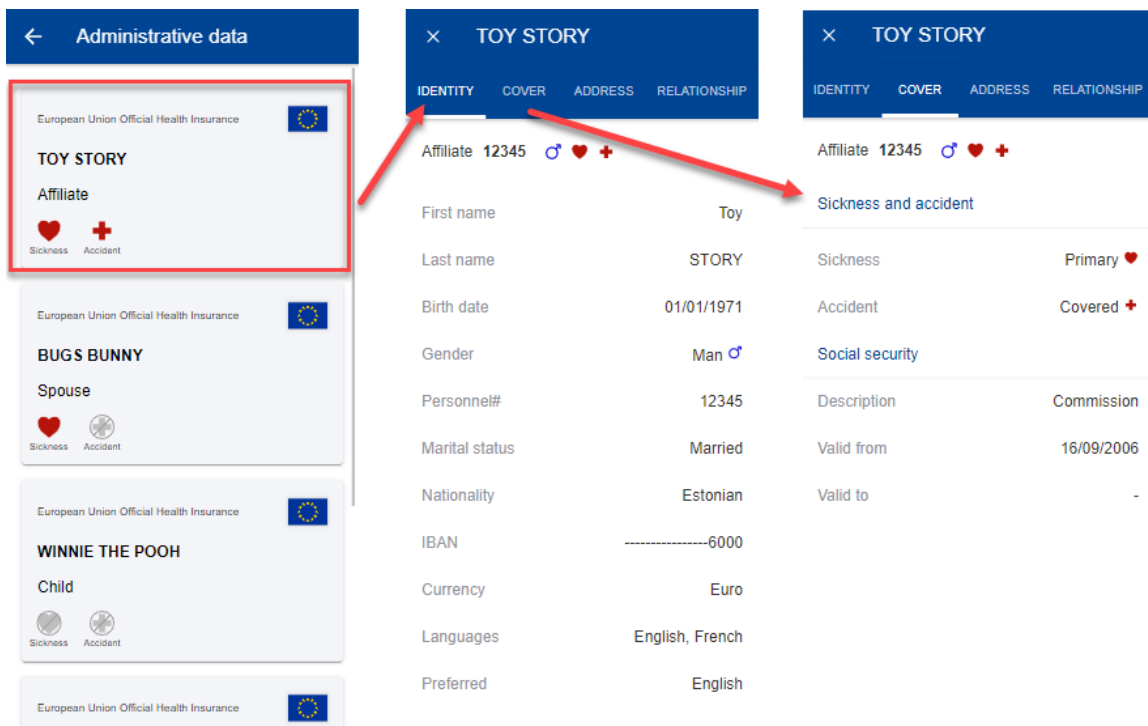 ← Administrative data
European Union Official Health Insurance
TOY STORY
Affiliate
Sickness Accident
European Union Official Health Insurance
BUGS BUNNY
Spouse
Sickness Accident
European Union Official Health Insurance
WINNIE THE POOH
Child
Sickness Accident
European Union Official Health Insurance
× TOY STORY
IDENTITY COVER ADDRESS RELATIONSHIP
Affiliate 12345 ♂ ♥ +
First name Toy
Last name STORY
Birth date 01/01/1971
Gender Man ♂
Personnel# 12345
Marital status Married
Nationality Estonian
IBAN ----------------6000
Currency Euro
Languages English, French
Preferred English
× TOY STORY
IDENTITY COVER ADDRESS RELATIONSHIP
Affiliate 12345 ♂ ♥ +
Sickness and accident
Sickness Primary ♥
Accident Covered +
Social security
Description Commission
Valid from 16/09/2006
Valid to -